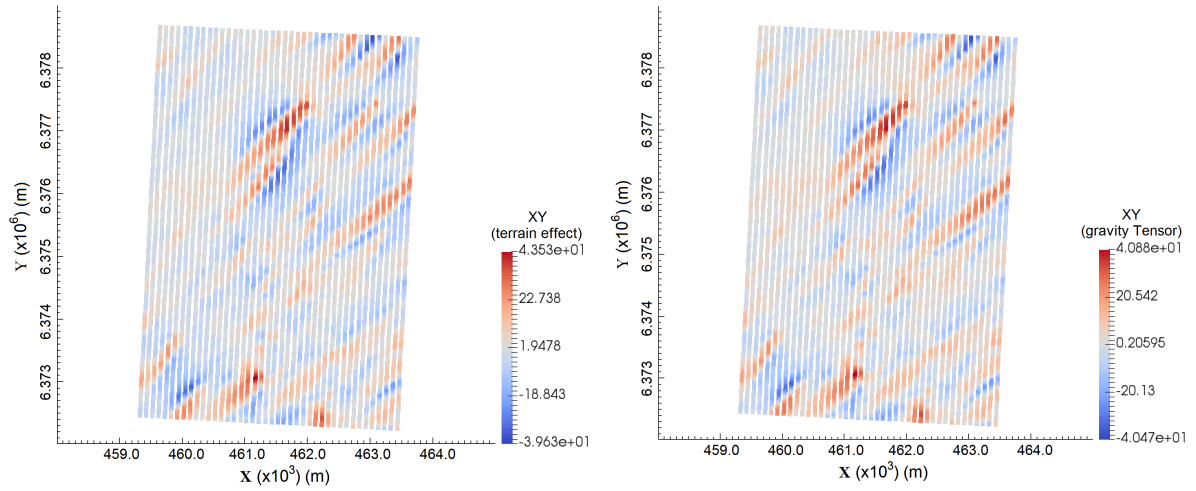 6.378
6.377
6.376
6.375
6.374
6.373
Y (x10⁶) (m)
459.0 460.0 461.0 462.0 463.0 464.0
X (x10³) (m)
XY
(terrain effect)
4.353e+01
22.738
1.9478
-18.843
-3.963e+01
6.378
6.377
6.376
6.375
6.374
6.373
Y (x10⁶) (m)
459.0 460.0 461.0 462.0 463.0 464.0
X (x10³) (m)
XY
(gravity Tensor)
4.088e+01
20.542
0.20595
-20.13
-4.047e+01